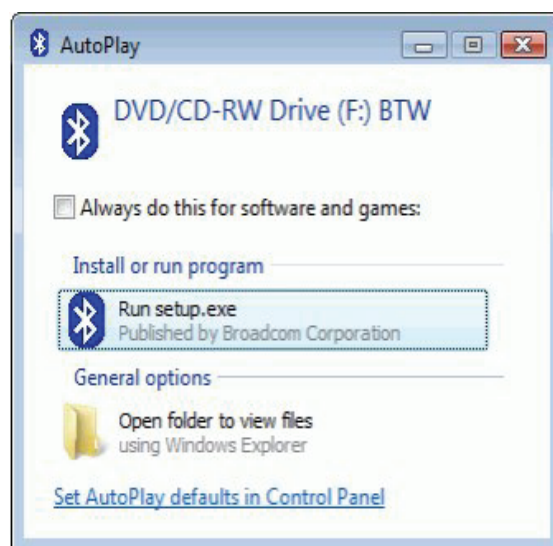 AutoPlay
DVD/CD-RW Drive (F:) BTW
Always do this for software and games:
Install or run program
Run setup.exe
Published by Broadcom Corporation
General options
Open folder to view files
using Windows Explorer
Set AutoPlay defaults in Control Panel